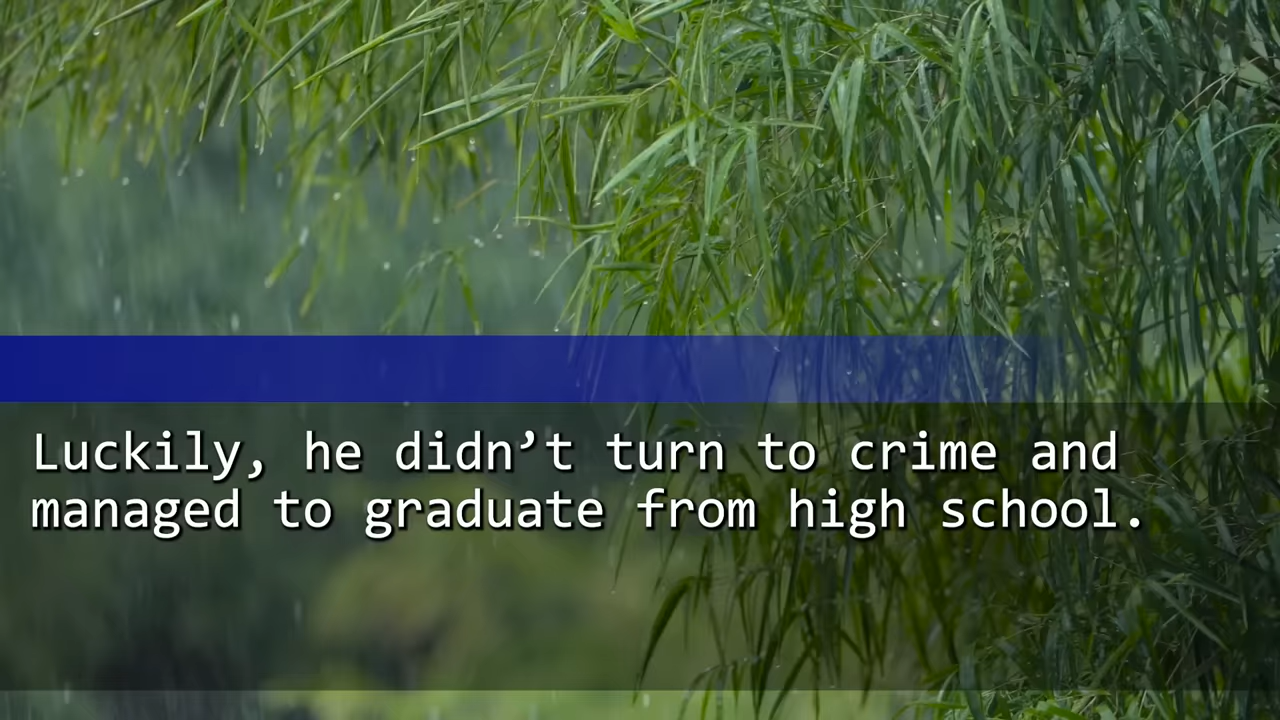 Luckily, he didn’t turn to crime and
managed to graduate from high school.